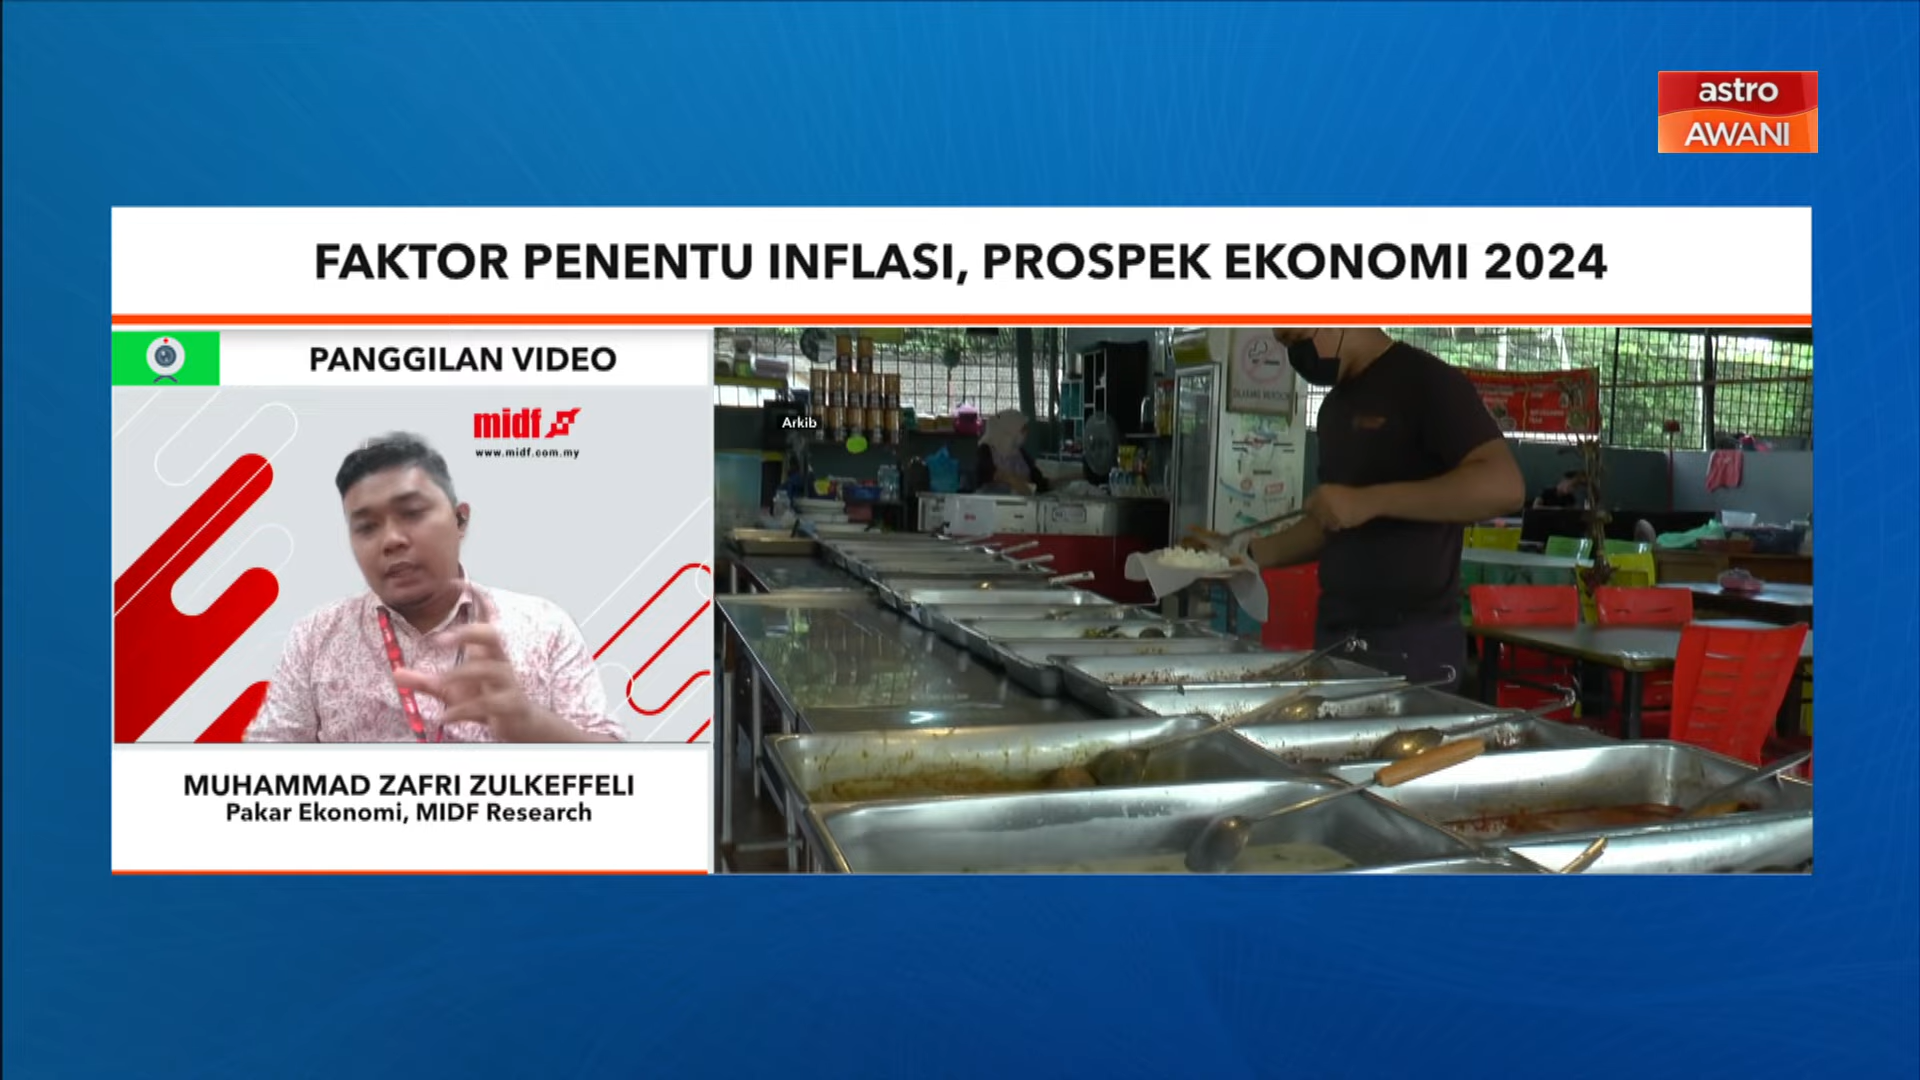 astro
AWANI
FAKTOR PENENTU INFLASI, PROSPEK EKONOMI 2024
PANGGILAN VIDEO
midf
www.midf.com.my
Arkib
MUHAMMAD ZAFRI ZULKEFFELI
Pakar Ekonomi, MIDF Research